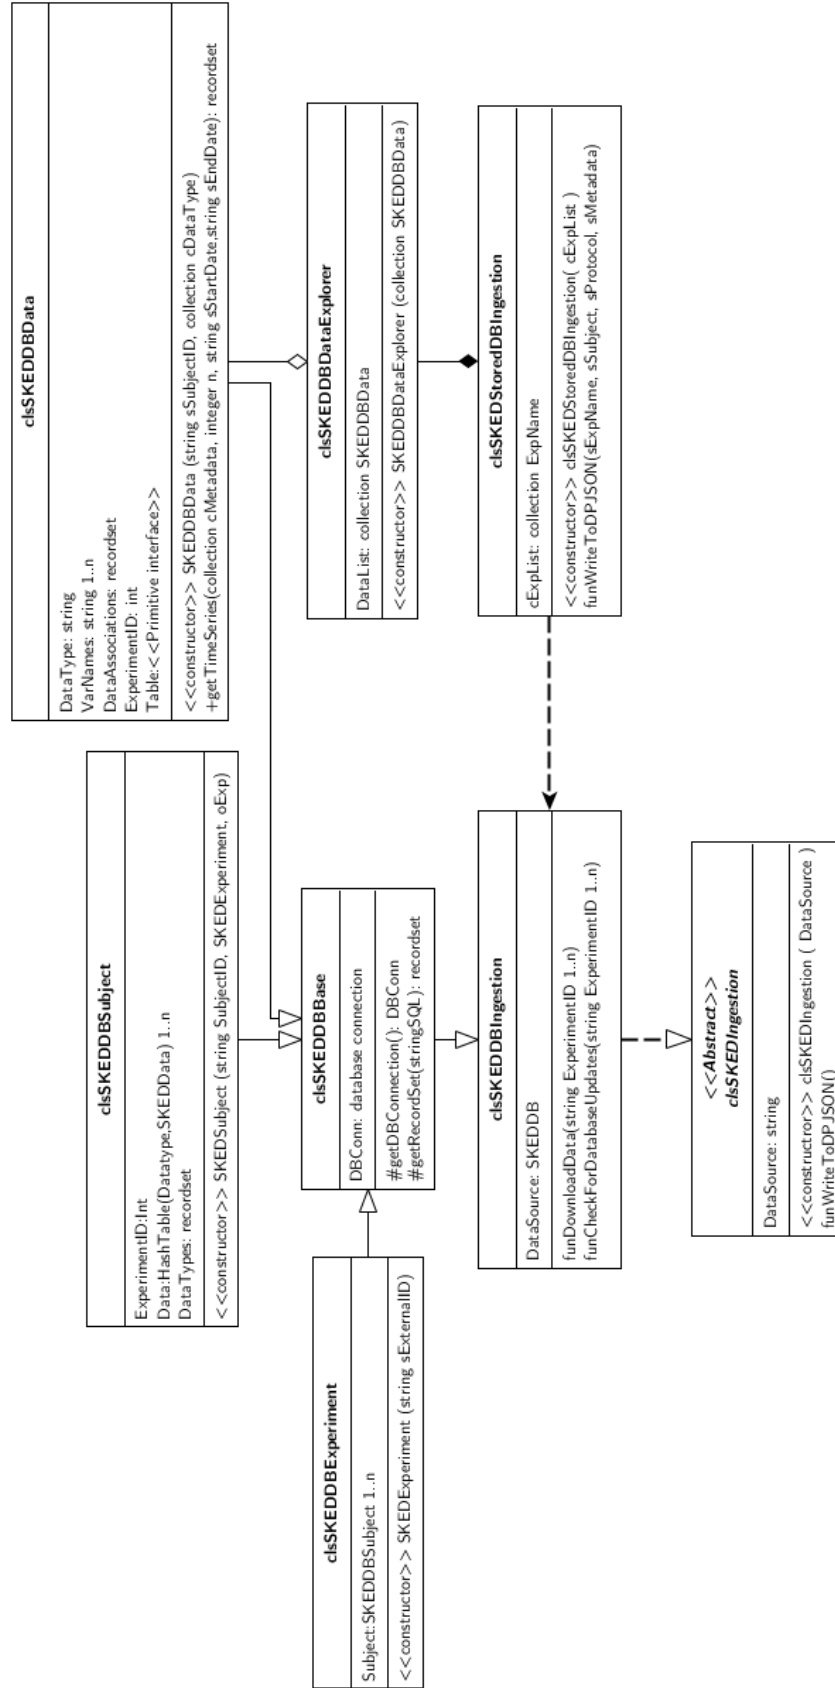 clsSKEDDBData
DataType: string
VarNames: string 1..n
DataAssociations: recordset
ExperimentID: int
Table:<<Primitive interface>>
<<constructor>> SKEDDBData (string sSubjectID, collection cDataType)
+getTimeSeries(collection cMetadata, integer n, string sStartDate,string sEndDate): recordset
clsSKEDDBSubject
ExperimentID:Int
Data:HashTable(Datatype,SKEDData) 1..n
DataTypes: recordset
<<constructor>> SKEDSubject (string SubjectID, SKEDExperiment, oExp)
clsSKEDDBExperiment
Subject:SKEDDBSubject 1..n
<<constructor>> SKEDExperiment (string sExternalID)
clsSKEDDBBase
DBConn: database connection
#getDBConnection(): DBConn
#getRecordSet(stringSQL): recordset
clsSKEDDBDataExplorer
DataList: collection SKEDDBData
<<constructor>> SKEDDBDataExplorer (collection SKEDDBData)
clsSKEDDBIngestion
DataSource: SKEDDB
funDownloadData(string ExperimentID 1..n)
funCheckForDatabaseUpdates(string ExperimentID 1..n)
clsSKEDStoredDBIngestion
cExpList: collection ExpName
<<constructor>> clsSKEDStoredDBIngestion( cExpList )
funWriteToDPJSON(sExpName, sSubject, sProtocol, sMetadata)
<<Abstract>>
clsSKEDIngestion
DataSource: string
<<constructror>> clsSKEDIngestion ( DataSource )
funWriteToDPJSON()